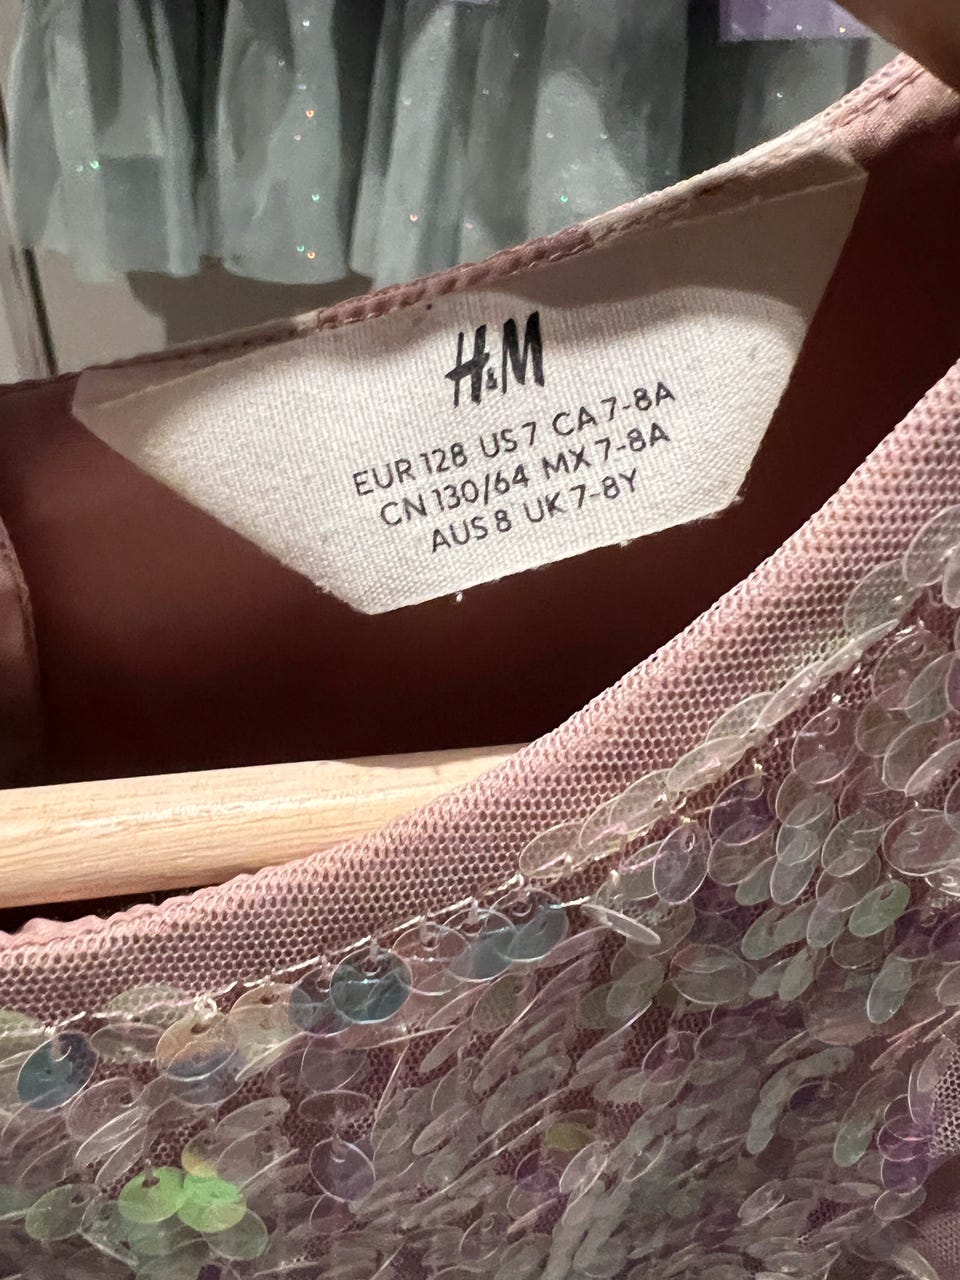 H&M
EUR 128 US 7 CA 7-8A
CN 130/64 MX 7-8A
AUS 8 UK 7-8Y